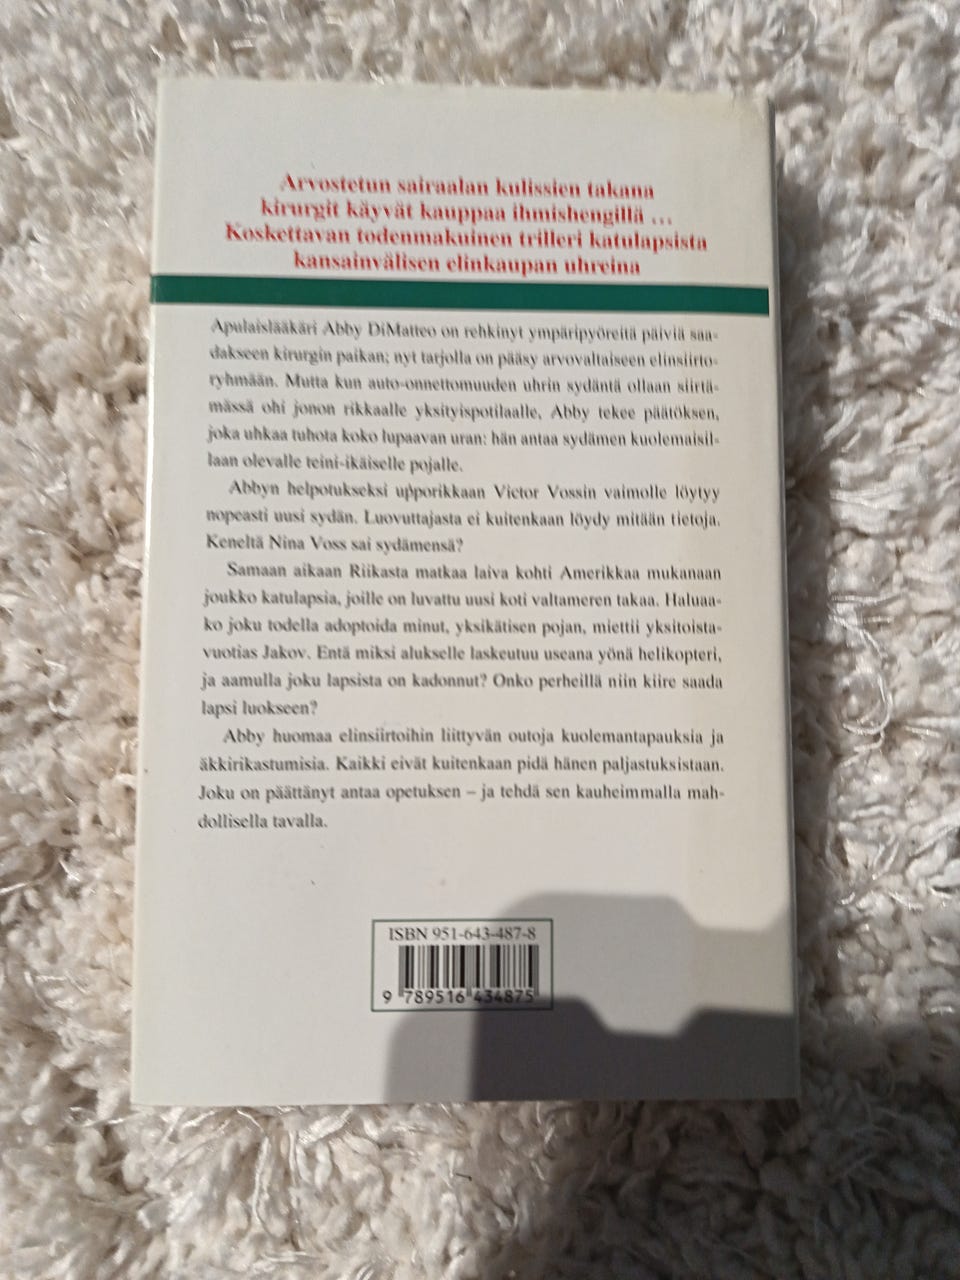 Arvostetun sairaalan kulissien takana
kirurgit käyvät kauppaa ihmishengillä ...
Koskettavan todenmakuinen trilleri katulapsista
kansainvälisen elinkaupan uhreina
Apulaislääkäri Abby DiMatteo on rehkinyt ympäripyöreitä päiviä saa-
dakseen kirurgin paikan; nyt tarjolla on pääsy arvovaltaiseen elinsiirto-
ryhmään. Mutta kun auto-onnettomuuden uhrin sydäntä ollaan siirtä-
mässä ohi jonon rikkaalle yksityispotilaalle, Abby tekee päätöksen,
joka uhkaa tuhota koko lupaavan uran: hän antaa sydämen kuolemaisil-
laan olevalle teini-ikäiselle pojalle.
Abbyn helpotukseksi upporikkaan Victor Vossin vaimolle löytyy
nopeasti uusi sydän. Luovuttajasta ei kuitenkaan löydy mitään tietoja.
Keneltä Nina Voss sai sydämensä?
Samaan aikaan Riikasta matkaa laiva kohti Amerikkaa mukanaan
joukko katulapsia, joille on luvattu uusi koti valtameren takaa. Haluaa-
ko joku todella adoptoida minut, yksikätisen pojan, miettii yksitoista-
vuotias Jakov. Entä miksi alukselle laskeutuu useana yönä helikopteri,
ja aamulla joku lapsista on kadonnut? Onko perheillä niin kiire saada
lapsi luokseen?
Abby huomaa elinsiirtoihin liittyvän outoja kuolemantapauksia ja
äkkirikastumisia. Kaikki eivät kuitenkaan pidä hänen paljastuksistaan.
Joku on päättänyt antaa opetuksen – ja tehdä sen kauheimmalla mah-
dollisella tavalla.
ISBN 951-643-487-8
9 789516 434875